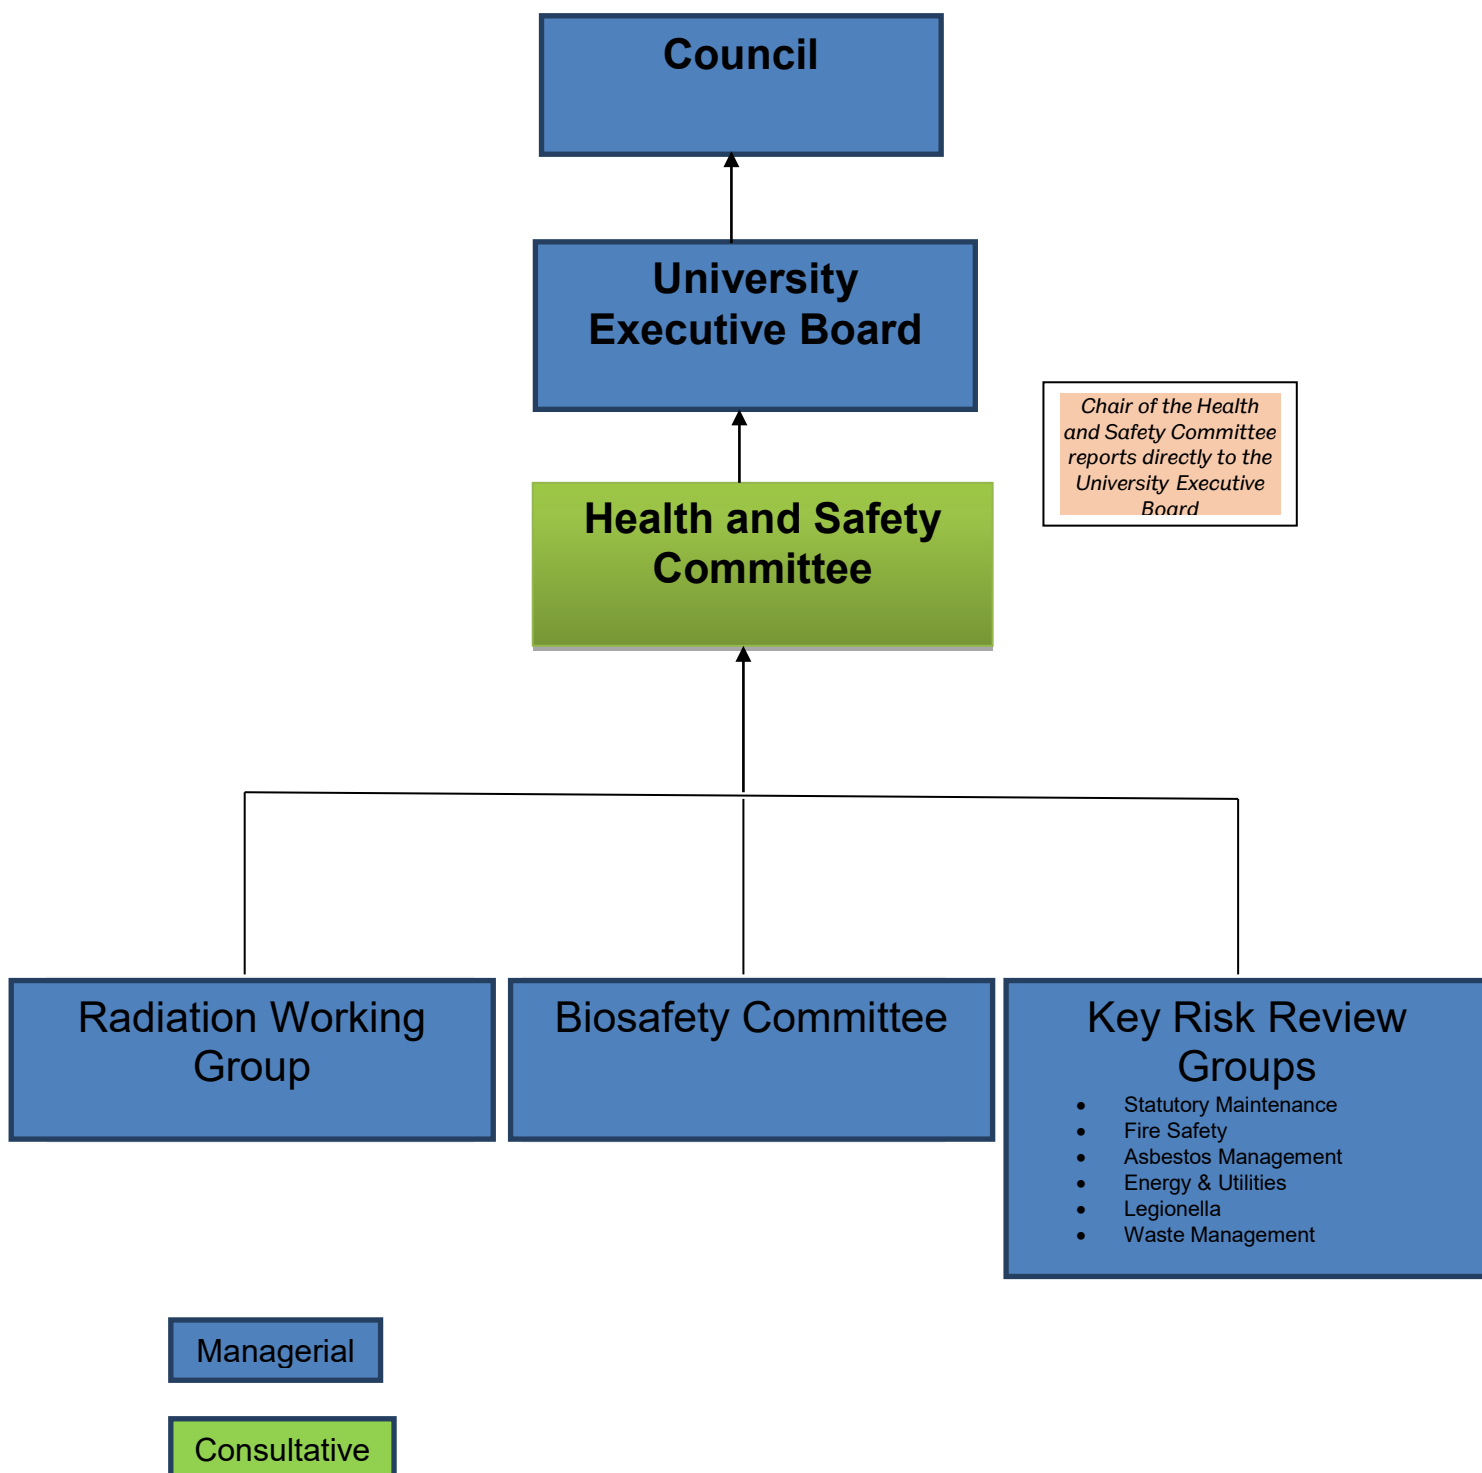 Council
University
Executive Board
Chair of the Health
and Safety Committee
reports directly to the
University Executive
Board
Health and Safety
Committee
Radiation Working
Group
Biosafety Committee
Key Risk Review
Groups
• Statutory Maintenance
• Fire Safety
• Asbestos Management
• Energy & Utilities
• Legionella
• Waste Management
Managerial
Consultative